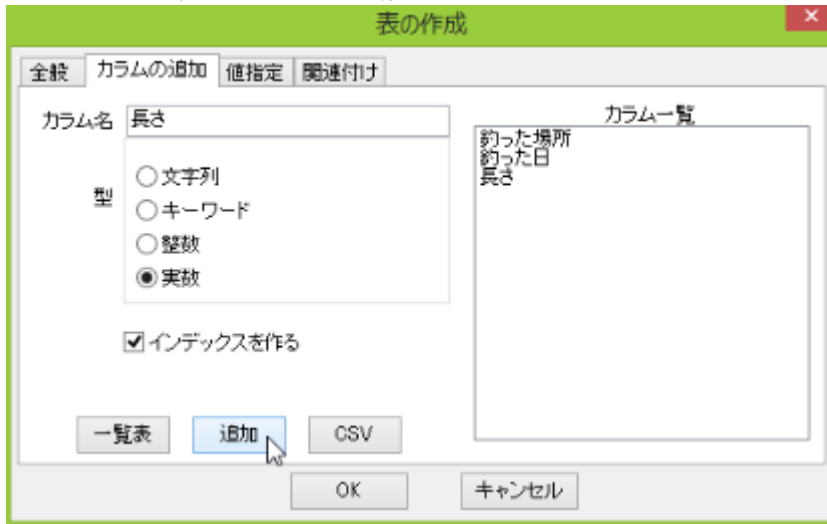 表の作成
全般 カラムの追加 値指定 関連付け
カラム名 長さ
型
文字列
キーワード
整数
実数
インデックスを作る
一覧表 追加 CSV
カラム一覧
釣った場所
釣った日
長さ
OK キャンセル